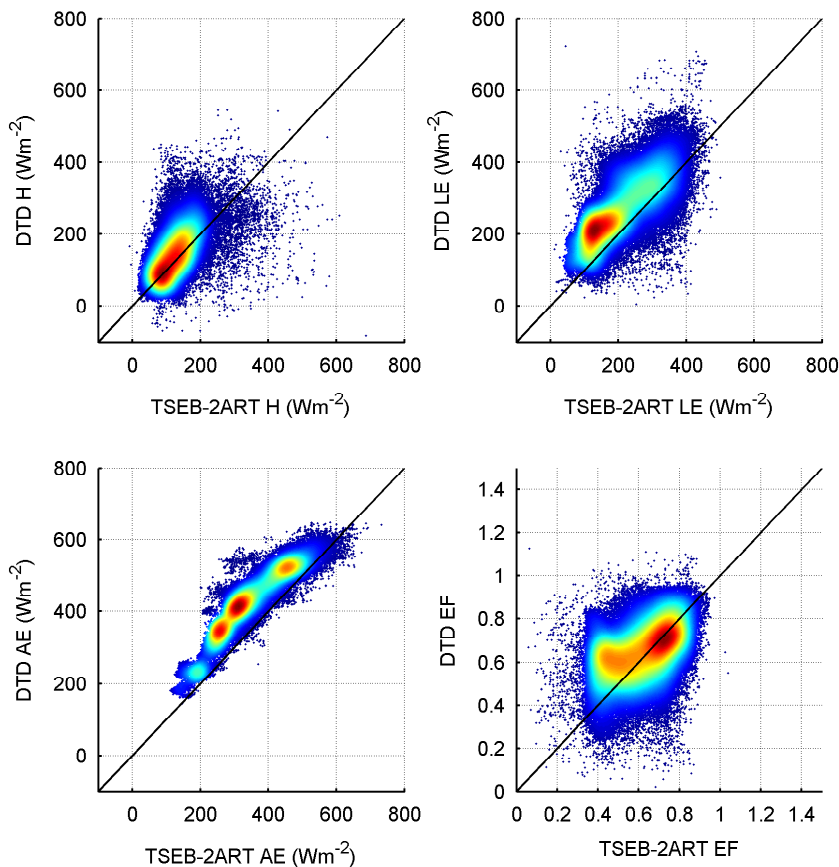 800
600
400
200
0
DTD H (Wm-2)
0 200 400 600 800
TSEB-2ART H (Wm-2)
800
600
400
200
0
DTD LE (Wm-2)
0 200 400 600 800
TSEB-2ART LE (Wm-2)
800
600
400
200
0
DTD AE (Wm-2)
0 200 400 600 800
TSEB-2ART AE (Wm-2)
1.4
1.2
1
0.8
0.6
0.4
0.2
0
DTD EF
0 0.2 0.4 0.6 0.8 1 1.2 1.4
TSEB-2ART EF